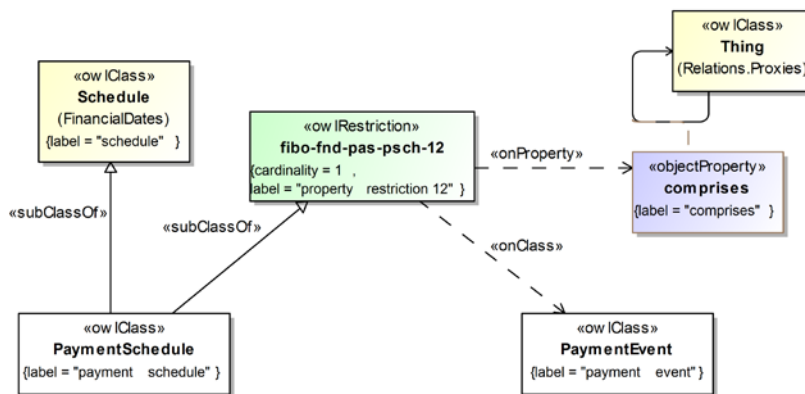 «owlClass»
Thing
(Relations.Proxies)
«owlClass»
Schedule
(FinancialDates)
{label = "schedule" }
«owlRestriction»
fibo-fnd-pas-psch-12
{cardinality = 1 ,
label = "property restriction 12" }
«onProperty»
«objectProperty»
comprises
{label = "comprises" }
«subClassOf»
«subClassOf»
«onClass»
«owlClass»
PaymentSchedule
{label = "payment schedule" }
«owlClass»
PaymentEvent
{label = "payment event"}